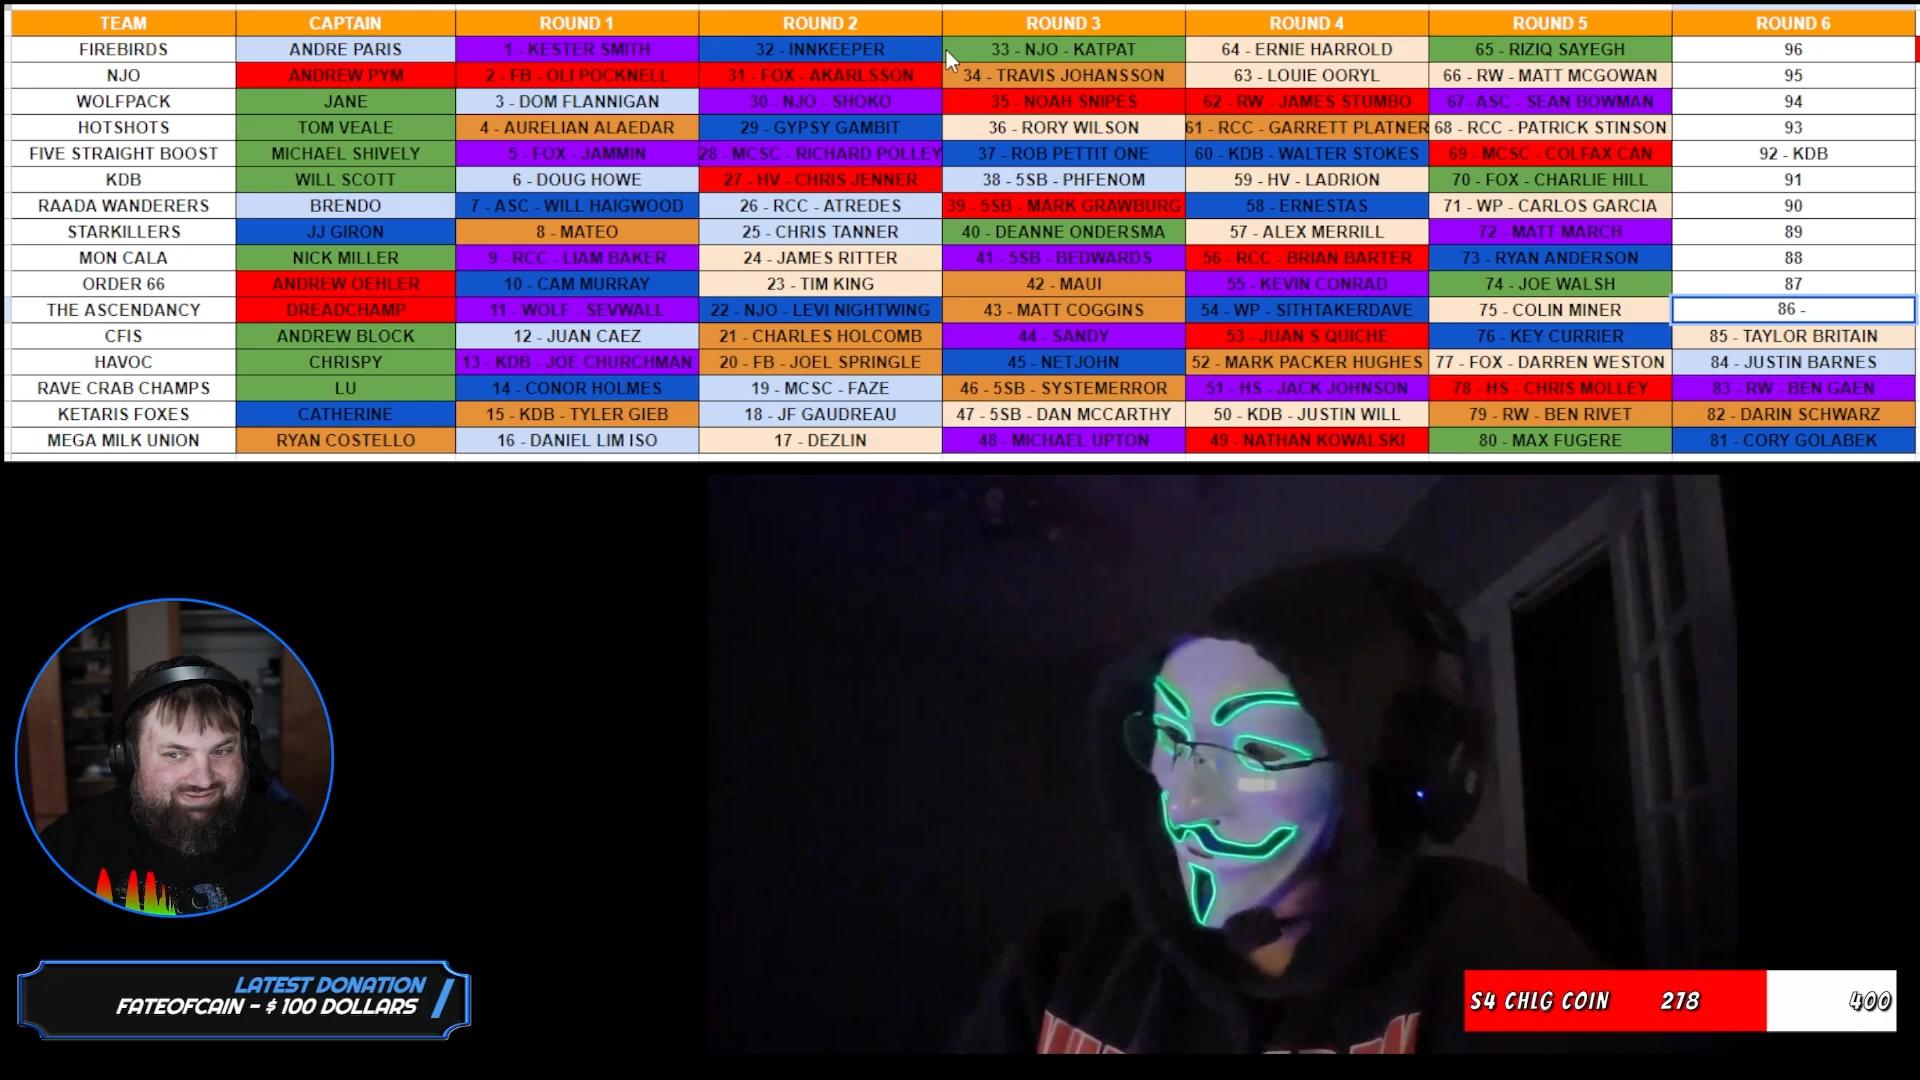 TEAM CAPTAIN ROUND 1 ROUND 2 ROUND 3 ROUND 4 ROUND 5 ROUND 6
FIREBIRDS ANDRE PARIS 1 - KESTER SMITH 32 - INNKEEPER 33 - NJO - KATPAT 64 - ERNIE HARROLD 65 - RIZIQ SAYEGH 96
NJO ANDREW PYM 2 - FB - OLI POCKNELL 31 - FOX - AKARLSSON 34 - TRAVIS JOHANSSON 63 - LOUIE OORYL 66 - RW - MATT MCGOWAN 95
WOLFPACK JANE 3 - DOM FLANNIGAN 30 - NJO - SHOKO 35 - NOAH SNIPES 62 - RW - JAMES STUMBO 67- ASC - SEAN BOWMAN 94
HOTSHOTS TOM VEALE 4 - AURELIAN ALAEDAR 29 - GYPSY GAMBIT 36 - RORY WILSON 61 - RCC - GARRETT PLATNER 68 - RCC - PATRICK STINSON 93
FIVE STRAIGHT BOOST MICHAEL SHIVELY 5 - FOX - JAMMIN 28 - MCSC - RICHARD POLLEY 37 - ROB PETTIT ONE 60 - KDB - WALTER STOKES 69 - MCSC - COLFAX CAN 92 - KDB
KDB WILL SCOTT 6 - DOUG HOWE 27 - HV - CHRIS JENNER 38 - 5SB - PHFENOM 59 - HV - LADRION 70 - FOX - CHARLIE HILL 91
RAADA WANDERERS BRENDO 7 - ASC - WILL HAIGWOOD 26 - RCC - ATREDES 39 - 5SB - MARK GRAWBURG 58 - ERNESTAS 71 - WP - CARLOS GARCIA 90
STARKILLERS JJ GIRON 8 - MATEO 25 - CHRIS TANNER 40 - DEANNE ONDERSMA 57 - ALEX MERRILL 72 - MATT MARCH 89
MON CALA NICK MILLER 9 - RCC - LIAM BAKER 24 - JAMES RITTER 41 - 5SB - BEDWARDS 56 - RCC - BRIAN BARTER 73 - RYAN ANDERSON 88
ORDER 66 ANDREW OEHLER 10 - CAM MURRAY 23 - TIM KING 42 - MAUI 55 - KEVIN CONRAD 74 - JOE WALSH 87
THE ASCENDANCY DREADCHAMP 11 - WOLF - SEVWALL 22 - NJO - LEVI NIGHTWING 43 - MATT COGGINS 54 - WP - SITHTAKERDAVE 75 - COLIN MINER 86 -
CFIS ANDREW BLOCK 12 - JUAN CAEZ 21 - CHARLES HOLCOMB 44 - SANDY 53 - JUAN S QUICHE 76 - KEY CURRIER 85 - TAYLOR BRITAIN
HAVOC CHRISPY 13 - KDB - JOE CHURCHMAN 20 - FB - JOEL SPRINGLE 45 - NETJOHN 52 - MARK PACKER HUGHES 77 - FOX - DARREN WESTON 84 - JUSTIN BARNES
RAVE CRAB CHAMPS LU 14 - CONOR HOLMES 19 - MCSC - FAZE 46 - 5SB - SYSTEMERROR 51 - HS - JACK JOHNSON 78 - HS - CHRIS MOLLEY 83 - RW - BEN GAEN
KETARIS FOXES CATHERINE 15 - KDB - TYLER GIEB 18 - JF GAUDREAU 47 - 5SB - DAN MCCARTHY 50 - KDB - JUSTIN WILL 79 - RW - BEN RIVET 82 - DARIN SCHWARZ
MEGA MILK UNION RYAN COSTELLO 16 - DANIEL LIM ISO 17 - DEZLIN 48 - MICHAEL UPTON 49 - NATHAN KOWALSKI 80 - MAX FUGERE 81 - CORY GOLABEK
LATEST DONATION
FATEOFCAIN - $ 100 DOLLARS
S4 CHLG COIN 278 400